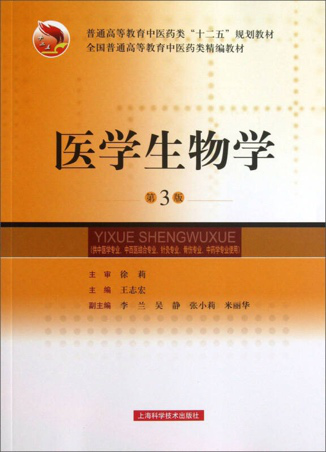 普通高等教育中医药类“十二五”规划教材
全国普通高等教育中医药类精编教材
医学生物学
第3版
YIXUE SHENGWUXUE
(供中医学专业、中西医结合专业、针灸专业、骨伤专业、中药学专业使用)
主审 徐莉
主编 王志宏
副主编 李兰 吴静 张小莉 米丽华
上海科学技术出版社